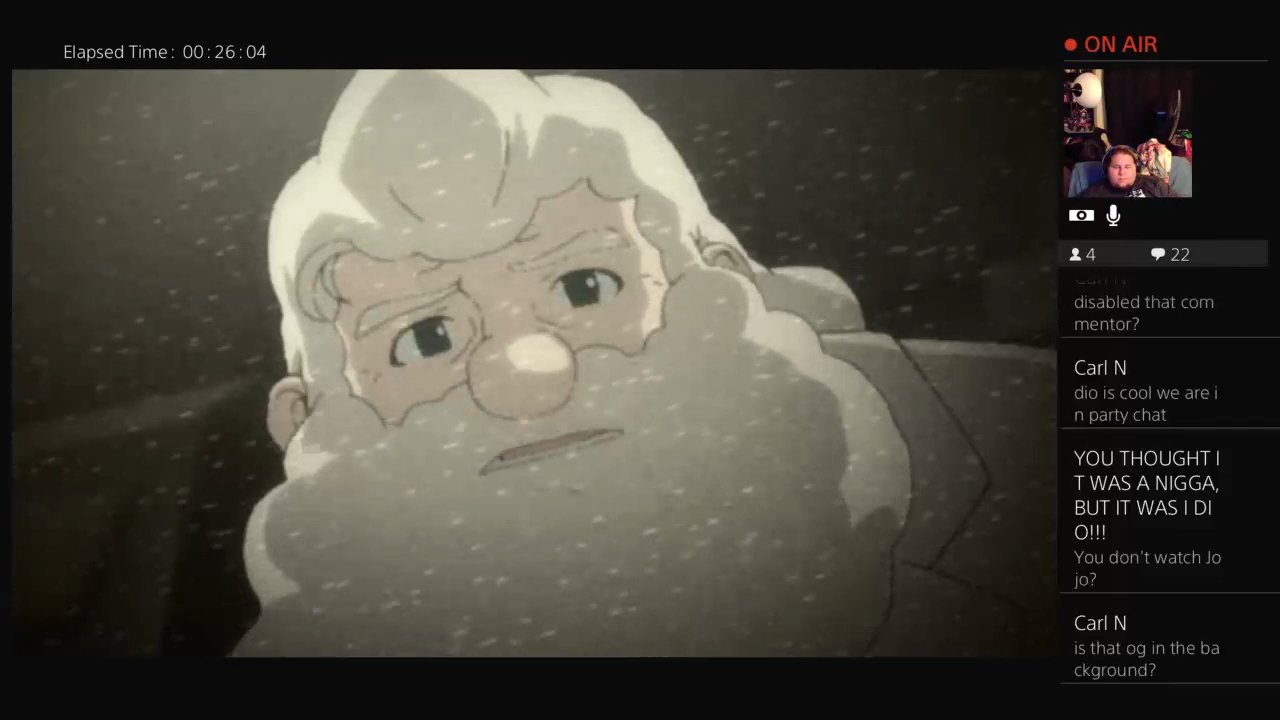 Elapsed Time: 00:26:04
ON AIR
4
22
Carl N
disabled that com
mentor?
Carl N
dio is cool we are i
n party chat
YOU THOUGHT I
T WAS A NIGGA,
BUT IT WAS I DI
O!!!
You don't watch Jo
jo?
Carl N
is that og in the ba
ckground?